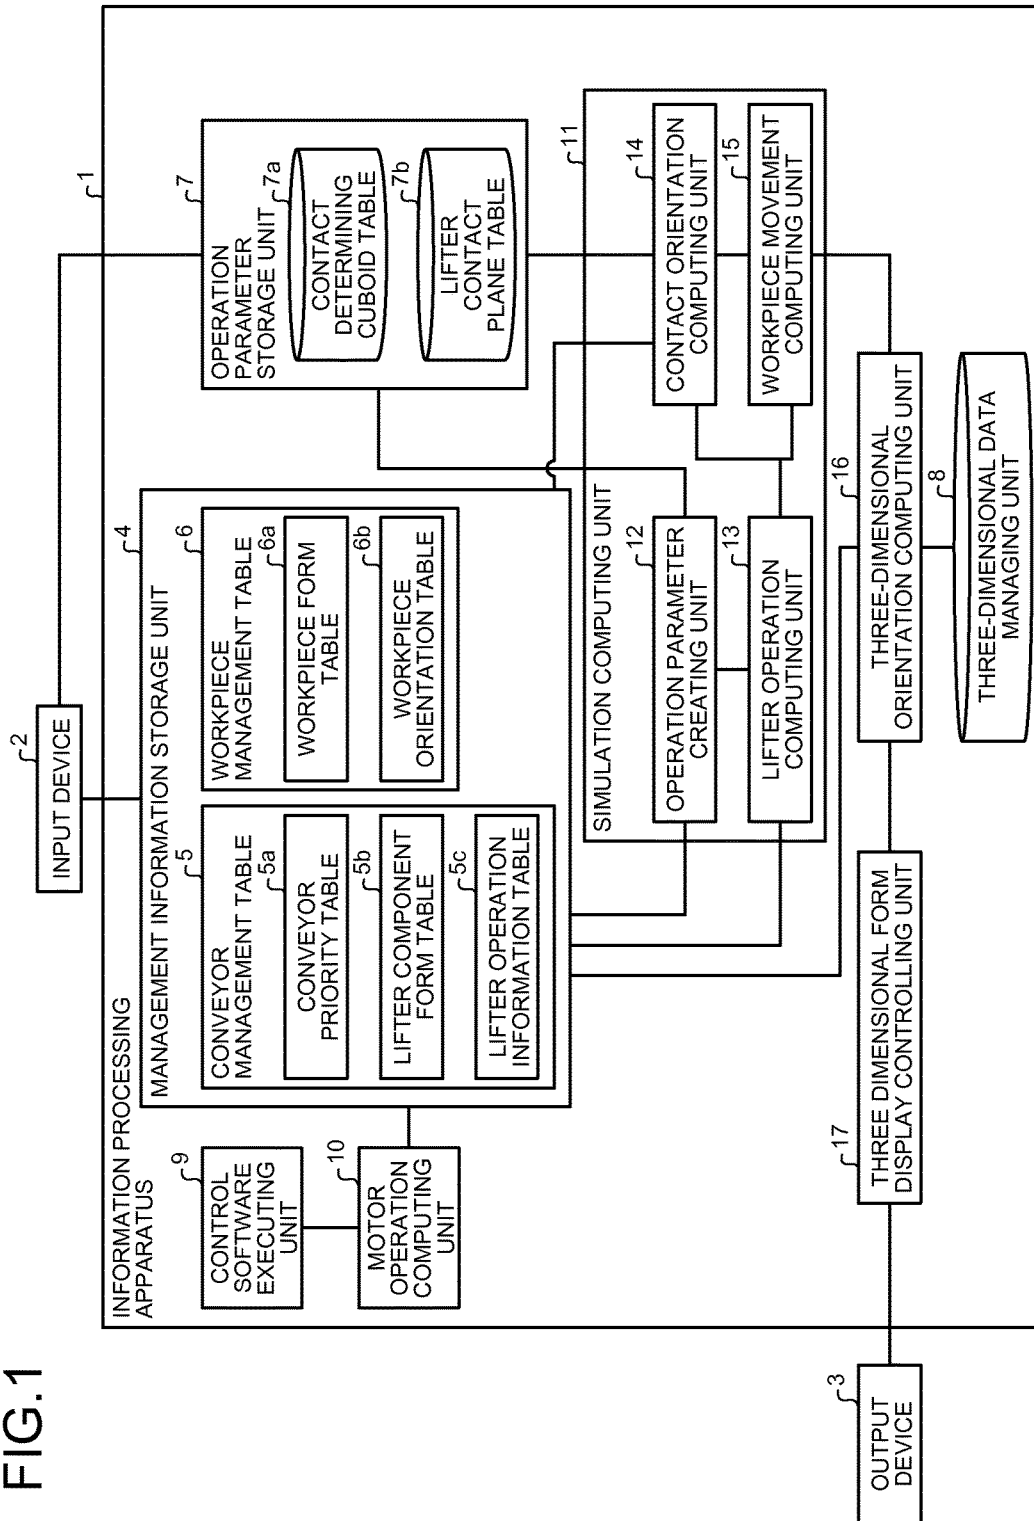 FIG.1
INPUT DEVICE
2
INFORMATION PROCESSING
APPARATUS
1
CONTROL
SOFTWARE
EXECUTING
UNIT
9
MOTOR
OPERATION
COMPUTING
UNIT
10
MANAGEMENT INFORMATION STORAGE UNIT
4
CONVEYOR
MANAGEMENT TABLE
5
CONVEYOR
PRIORITY TABLE
5a
LIFTER COMPONENT
FORM TABLE
5b
LIFTER OPERATION
INFORMATION TABLE
5c
WORKPIECE
MANAGEMENT TABLE
6
WORKPIECE FORM
TABLE
6a
WORKPIECE
ORIENTATION TABLE
6b
OPERATION
PARAMETER
STORAGE UNIT
7
CONTACT
DETERMINING
CUBOID TABLE
7a
LIFTER
CONTACT
PLANE TABLE
7b
SIMULATION COMPUTING UNIT
11
OPERATION PARAMETER
CREATING UNIT
12
LIFTER OPERATION
COMPUTING UNIT
13
CONTACT ORIENTATION
COMPUTING UNIT
14
WORKPIECE MOVEMENT
COMPUTING UNIT
15
OUTPUT
DEVICE
3
THREE DIMENSIONAL FORM
DISPLAY CONTROLLING UNIT
17
THREE-DIMENSIONAL
ORIENTATION COMPUTING UNIT
16
THREE-DIMENSIONAL DATA
MANAGING UNIT
8